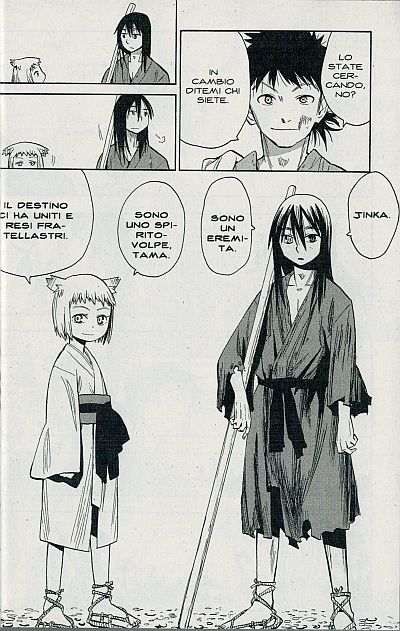 LO
STATE
CER-
CANDO,
NO?
IN
CAMBIO
DITEMI CHI
SIETE.
JINKA.
SONO
UN
EREMI-
TA.
SONO
UNO SPI-
RITO-
VOLPE,
TAMA.
IL DESTINO
CI HA UNITI E
RESI FRA-
TELLASTRI.